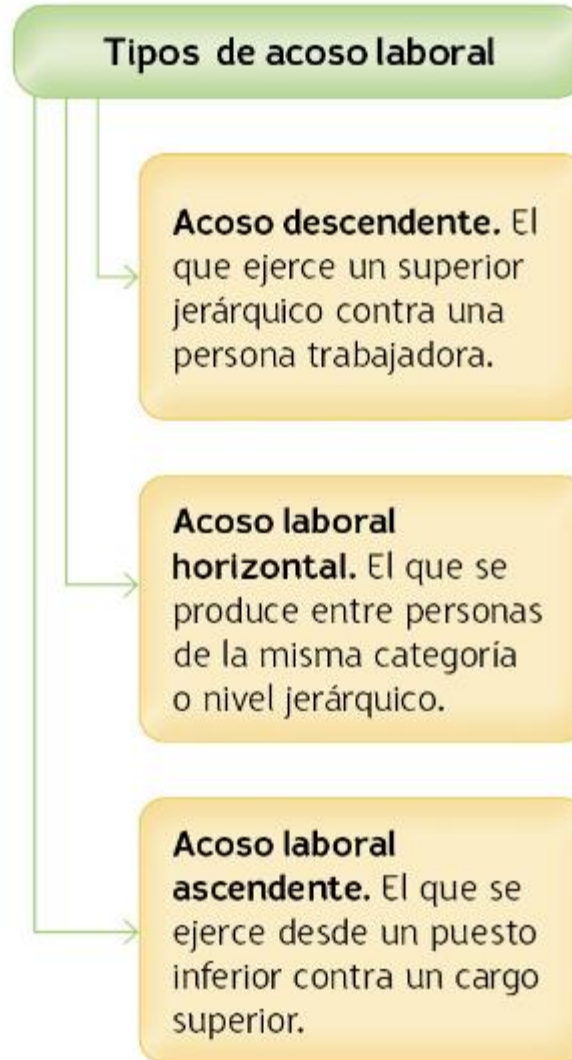 Tipos de acoso laboral
Acoso descendente. El
que ejerce un superior
jerárquico contra una
persona trabajadora.
Acoso laboral
horizontal. El que se
produce entre personas
de la misma categoría
o nivel jerárquico.
Acoso laboral
ascendente. El que se
ejerce desde un puesto
inferior contra un cargo
superior.